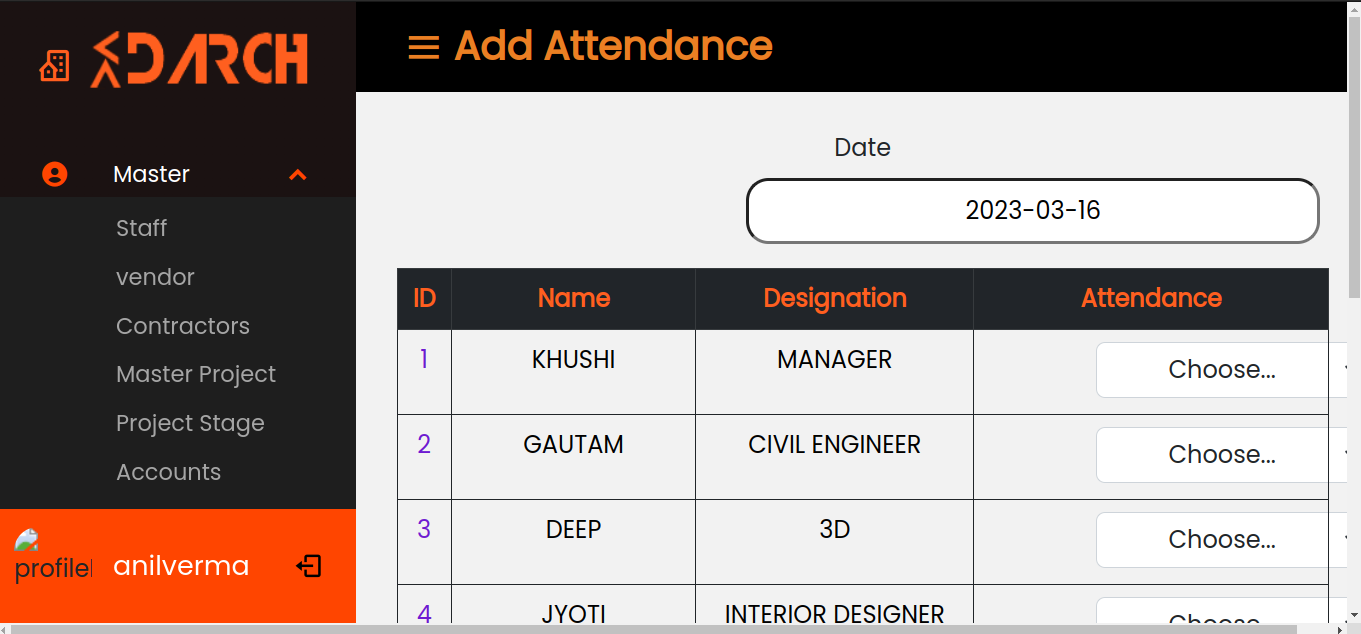 DARCH
Add Attendance
Master
Staff
vendor
Contractors
Master Project
Project Stage
Accounts
profileI
anilverma
Date
2023-03-16
ID Name Designation Attendance
1 KHUSHI MANAGER Choose...
2 GAUTAM CIVIL ENGINEER Choose...
3 DEEP 3D Choose...
4 JYOTI INTERIOR DESIGNER Choose...